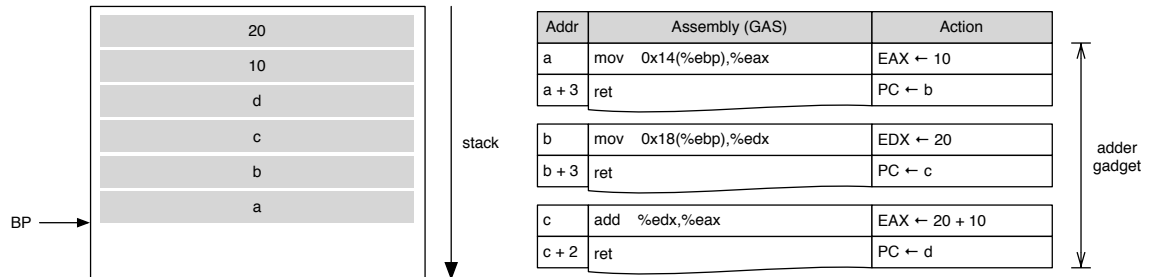 20
10
d
c
b
a
BP
stack
Addr Assembly (GAS) Action
a mov 0x14(%ebp),%eax EAX ← 10
a + 3 ret PC ← b
b mov 0x18(%ebp),%edx EDX ← 20
b + 3 ret PC ← c
c add %edx,%eax EAX ← 20 + 10
c + 2 ret PC ← d
adder
gadget